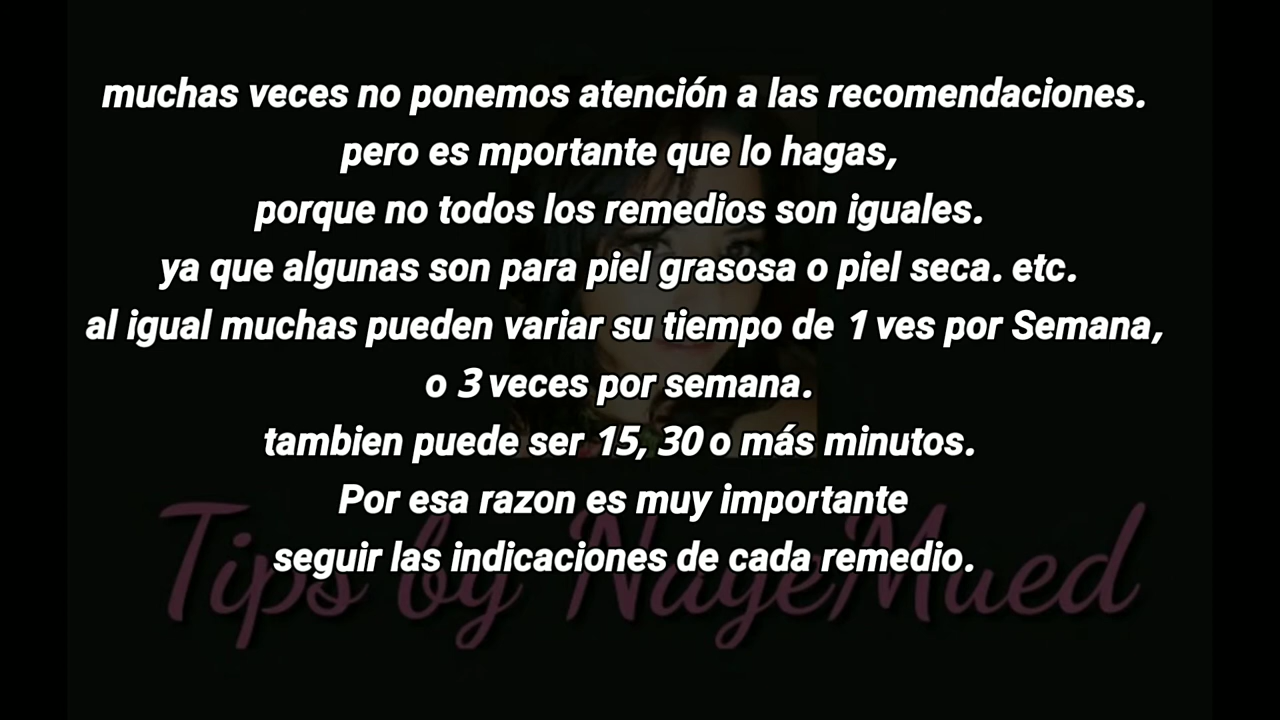 muchas veces no ponemos atención a las recomendaciones.
pero es mportante que lo hagas,
porque no todos los remedios son iguales.
ya que algunas son para piel grasosa o piel seca. etc.
al igual muchas pueden variar su tiempo de 1 ves por Semana,
o 3 veces por semana.
tambien puede ser 15, 30 o más minutos.
Por esa razon es muy importante
seguir las indicaciones de cada remedio.
Tips by NayeMued